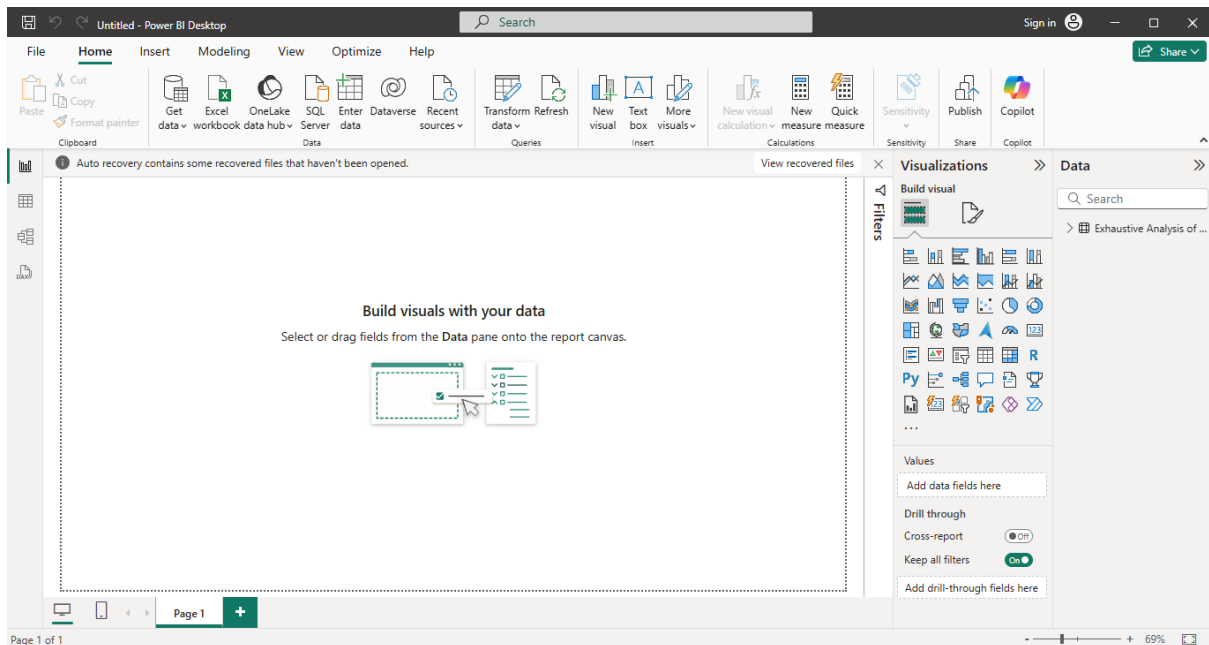 Untitled - Power BI Desktop
Search
Sign in
File Home Insert Modeling View Optimize Help
Share
Paste
Cut
Copy
Format painter
Clipboard
Get data
Excel workbook
OneLake data hub
SQL Server
Enter data
Dataverse
Recent sources
Data
Transform data
Refresh
Queries
New visual
Text box
A
More visuals
Insert
New visual calculation
fx
New measure
Quick measure
Calculations
Sensitivity
Sensitivity
Publish
Share
Copilot
Copilot
Auto recovery contains some recovered files that haven't been opened.
View recovered files
DAX
Build visuals with your data
Select or drag fields from the Data pane onto the report canvas.
Filters
Visualizations
Build visual
123
R
Py
123
...
Values
Add data fields here
Drill through
Cross-report
Off
Keep all filters
On
Add drill-through fields here
Data
Search
Exhaustive Analysis of ...
Page 1
+
Page 1 of 1
- + 69%